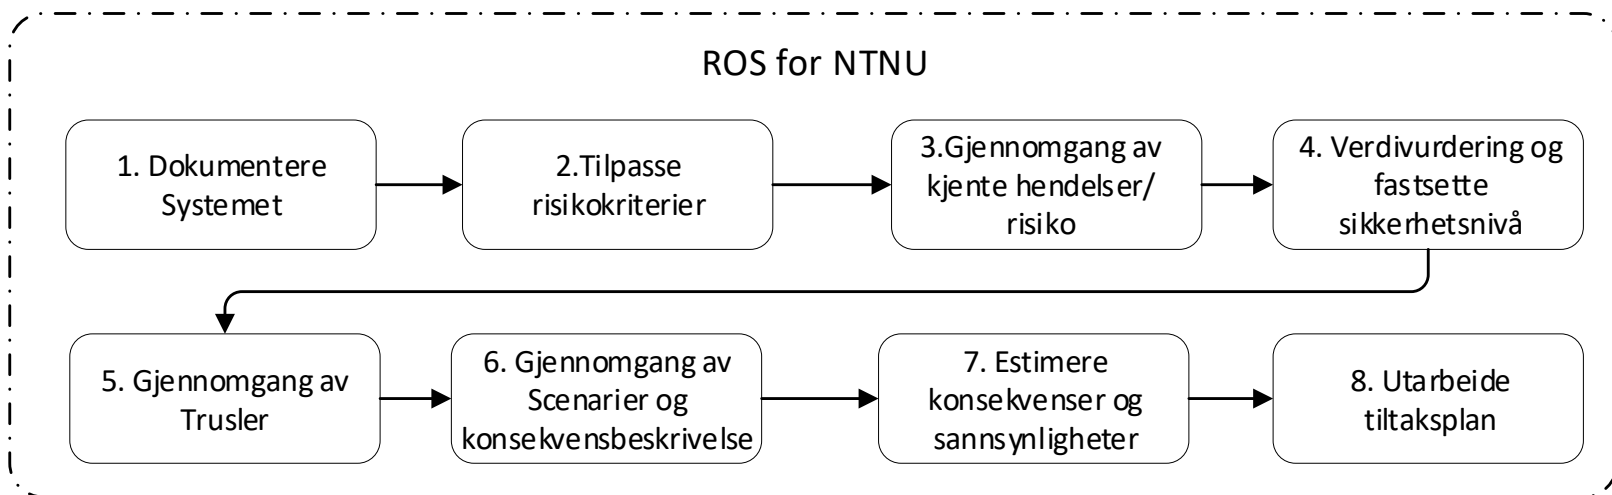 ROS for NTNU
1. Dokumentere
Systemet
2.Tilpasse
risikokriterier
3.Gjennomgang av
kjente hendelser/
risiko
4. Verdivurdering og
fastsette
sikkerhetsnivå
5. Gjennomgang av
Trusler
6. Gjennomgang av
Scenarier og
konsekvensbeskrivelse
7. Estimere
konsekvenser og
sannsynligheter
8. Utarbeide
tiltaksplan